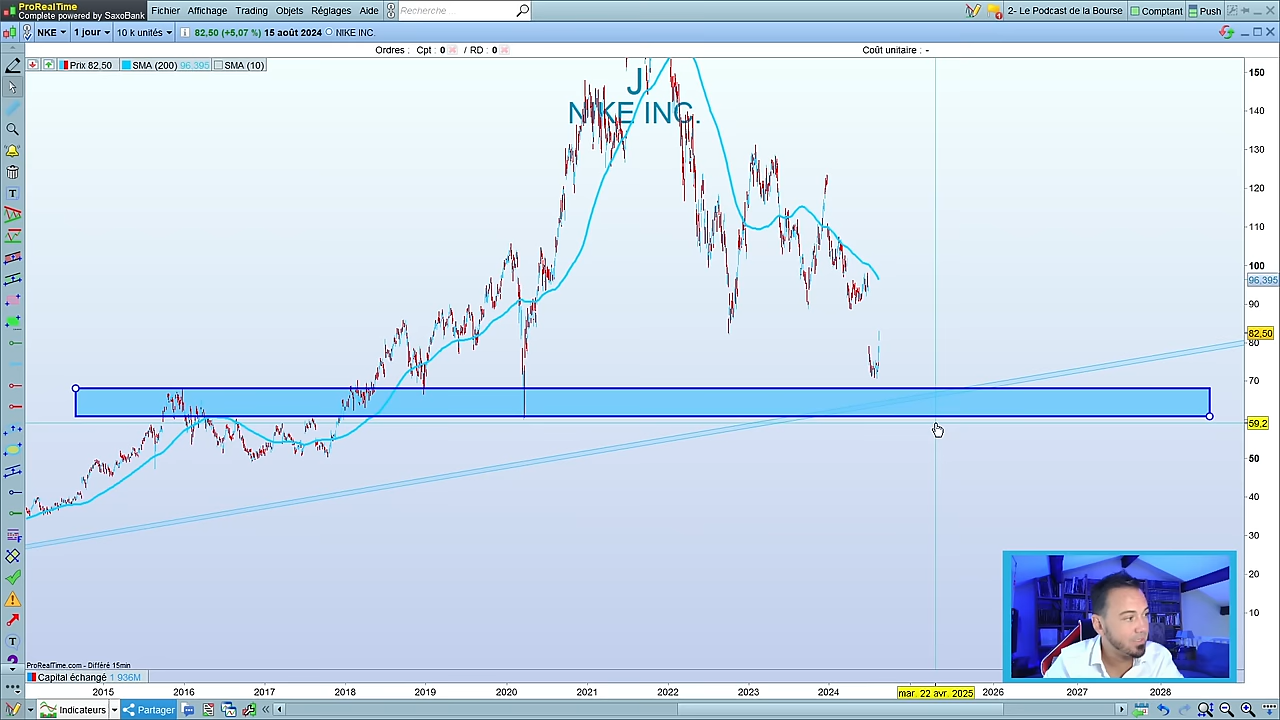 ProRealTime
Complete powered by SaxoBank
Fichier Affichage Trading Objets Réglages Aide
Recherche
2- Le Podcast de la Bourse
Comptant
Push
NKE 1 jour 10 k unités 82,50 (+5,07 %) 15 août 2024 NIKE INC.
Ordres : Cpt : 0 / RD : 0
Coût unitaire : -
Prix 82,50 SMA (200) 96,395 SMA (10)
J
NIKE INC.
150
140
130
120
110
100
96,395
90
82,50
80
70
59,2
50
40
30
20
10
ProRealTime.com - Différé 15min
Capital échangé 1 936M
2015 2016 2017 2018 2019 2020 2021 2022 2023 2024 mar. 22 avr. 2025 2026 2027 2028
Indicateurs
Partager